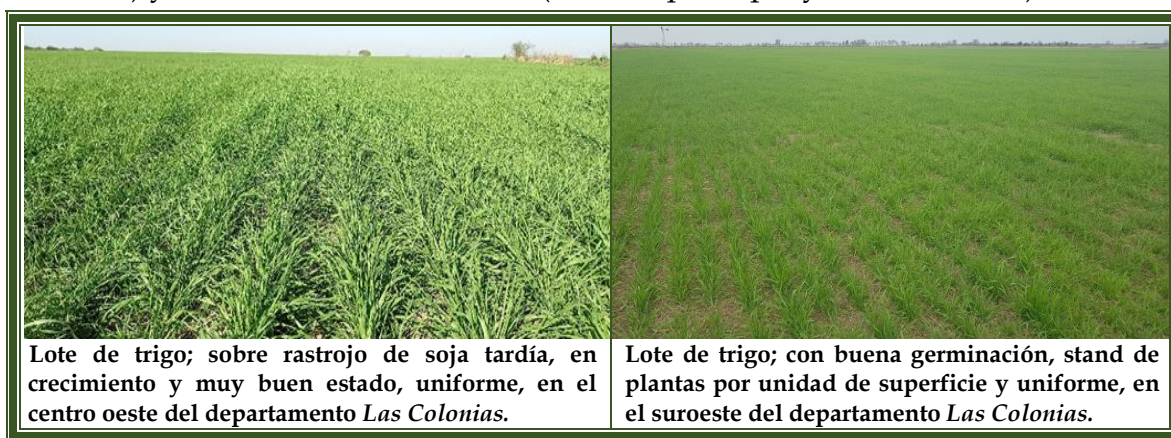 Lote de trigo; sobre rastrojo de soja tardía, en
crecimiento y muy buen estado, uniforme, en el
centro oeste del departamento Las Colonias.
Lote de trigo; con buena germinación, stand de
plantas por unidad de superficie y uniforme, en
el suroeste del departamento Las Colonias.